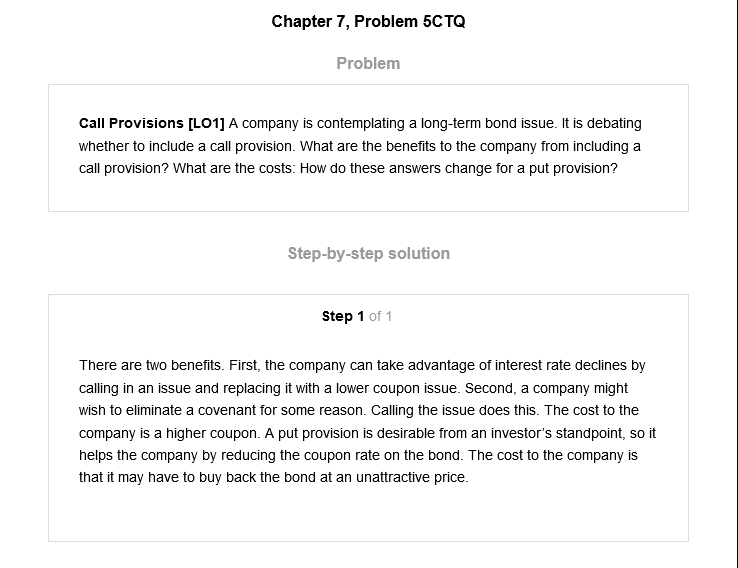 Chapter 7, Problem 5CTQ
Problem
Call Provisions [LO1] A company is contemplating a long-term bond issue. It is debating
whether to include a call provision. What are the benefits to the company from including a
call provision? What are the costs: How do these answers change for a put provision?
Step-by-step solution
Step 1 of 1
There are two benefits. First, the company can take advantage of interest rate declines by
calling in an issue and replacing it with a lower coupon issue. Second, a company might
wish to eliminate a covenant for some reason. Calling the issue does this. The cost to the
company is a higher coupon. A put provision is desirable from an investor's standpoint, so it
helps the company by reducing the coupon rate on the bond. The cost to the company is
that it may have to buy back the bond at an unattractive price.